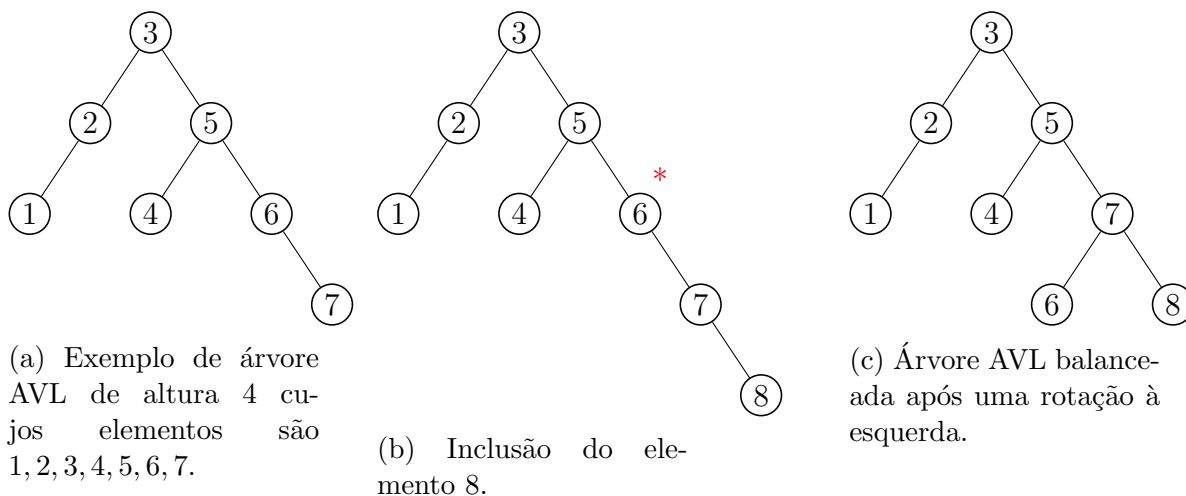 3
2
5
1
4
6
7
(a) Exemplo de árvore
AVL de altura 4 cu-
jos elementos são
1, 2, 3, 4, 5, 6, 7.
3
2
5
*
1
4
6
7
8
(b) Inclusão do ele-
mento 8.
3
2
5
1
4
7
6
8
(c) Árvore AVL balance-
ada após uma rotação à
esquerda.